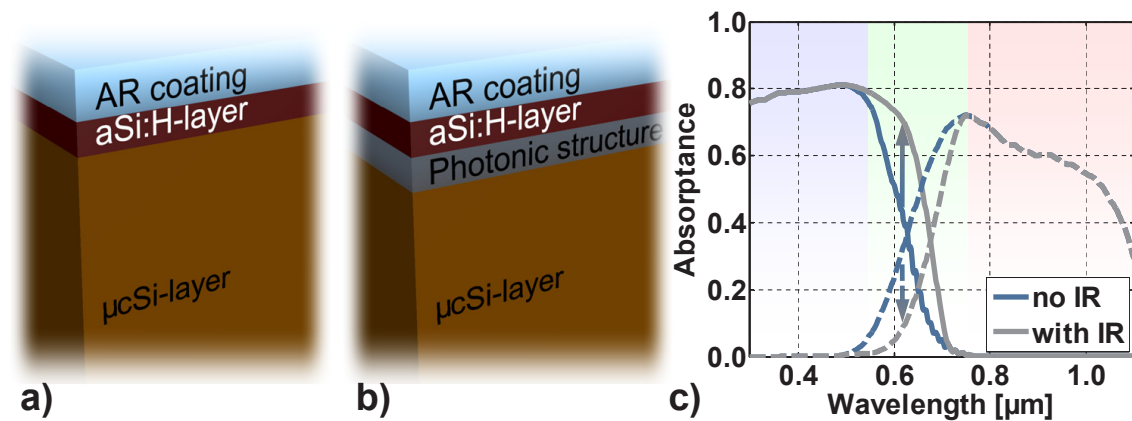 AR coating
aSi:H-layer
µcSi-layer
a)
AR coating
aSi:H-layer
Photonic structure
µcSi-layer
b)
1.0
0.8
0.6
0.4
0.2
0.0
Absorptance
0.4
0.6
0.8
1.0
Wavelength [µm]
no IR
with IR
c)